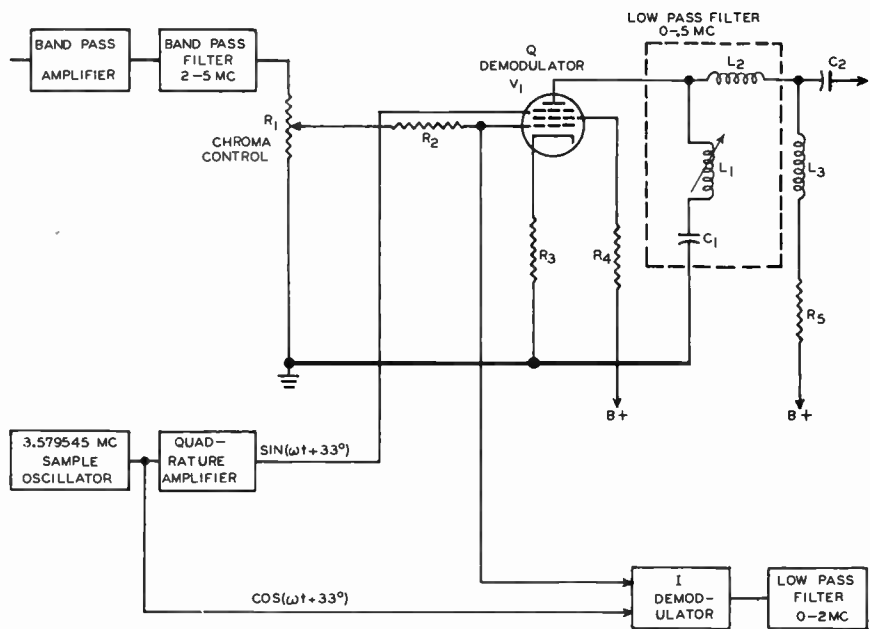 LOW PASS FILTER
0-.5MC
BAND PASS
AMPLIFIER
BAND PASS
FILTER
2-5 MC
Q
DEMODULATOR
V1
L2
C2
R1
CHROMA
CONTROL
R2
L1
L3
C1
R3
R4
R5
B+
B+
3.579545 MC
SAMPLE
OSCILLATOR
QUAD-
RATURE
AMPLIFIER
SIN(ωt+33°)
COS(ωt+33°)
I
DEMOD-
ULATOR
LOW PASS
FILTER
0-2MC